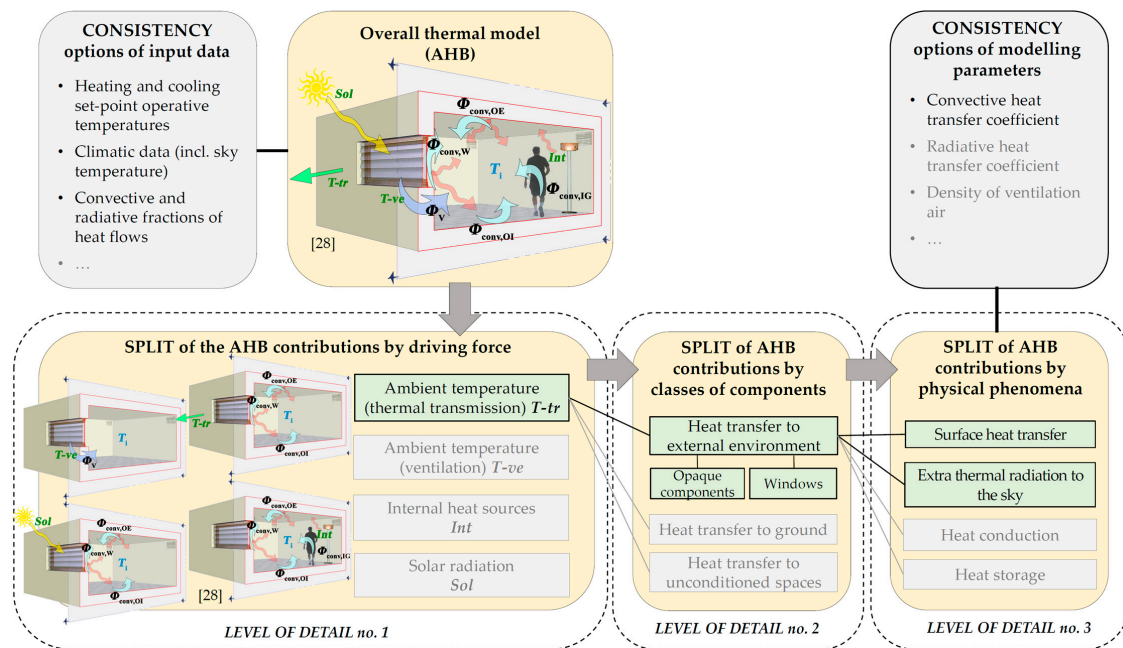 CONSISTENCY
options of input data
• Heating and cooling
set-point operative
temperatures
• Climatic data (incl. sky
temperature)
• Convective and
radiative fractions of
heat flows
• …
Overall thermal model
(AHB)
Sol
Φconv,OE
Φconv,W
Int
Ti
T-tr
T-ve
Φconv,IG
ΦV
Φconv,OI
[28]
CONSISTENCY
options of modelling
parameters
• Convective heat
transfer coefficient
• Radiative heat
transfer coefficient
• Density of ventilation
air
• …
SPLIT of the AHB contributions by driving force
Φconv,OE
Φconv,W
Ti
T-tr
Φconv,OI
Ti
T-ve
ΦV
Sol
Φconv,OE
Φconv,W
Ti
Φconv,OI
Φconv,OE
Φconv,W
Int
Ti
Φconv,IG
Φconv,OI
[28]
Ambient temperature
(thermal transmission) T-tr
Ambient temperature
(ventilation) T-ve
Internal heat sources
Int
Solar radiation
Sol
LEVEL OF DETAIL no. 1
SPLIT of AHB
contributions by
classes of components
Heat transfer to
external environment
Opaque
components
Windows
Heat transfer to ground
Heat transfer to
unconditioned spaces
LEVEL OF DETAIL no. 2
SPLIT of AHB
contributions by
physical phenomena
Surface heat transfer
Extra thermal radiation to
the sky
Heat conduction
Heat storage
LEVEL OF DETAIL no. 3